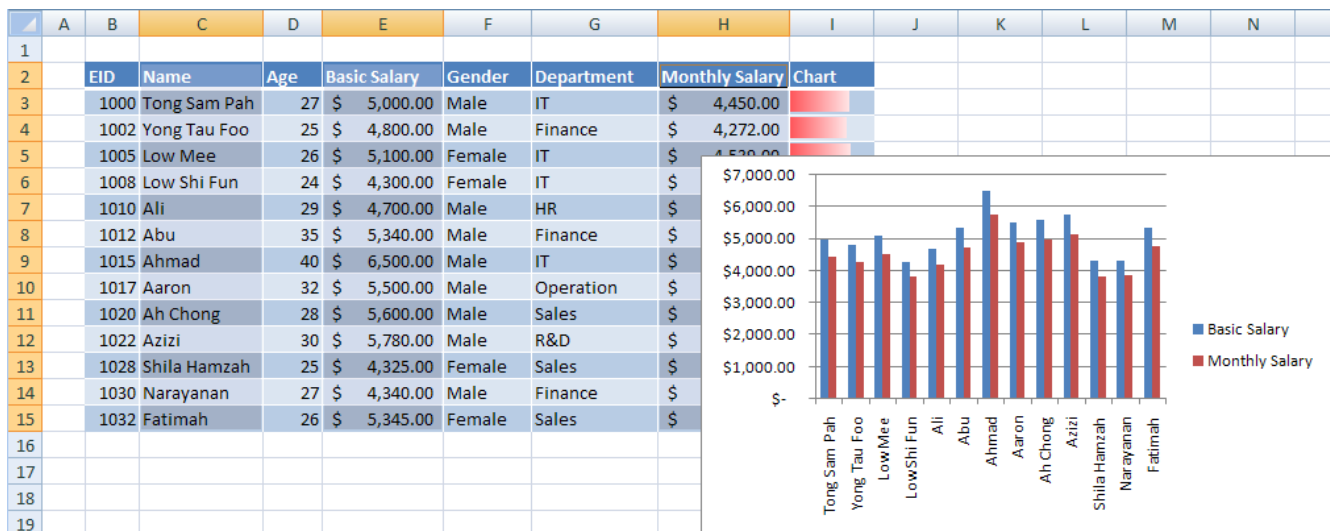 A B C D E F G H I J K L M N
1
2 EID Name Age Basic Salary Gender Department Monthly Salary Chart
3 1000 Tong Sam Pah 27 $ 5,000.00 Male IT $ 4,450.00
4 1002 Yong Tau Foo 25 $ 4,800.00 Male Finance $ 4,272.00
5 1005 Low Mee 26 $ 5,100.00 Female IT $ 4,539.00
6 1008 Low Shi Fun 24 $ 4,300.00 Female IT $
7 1010 Ali 29 $ 4,700.00 Male HR $
8 1012 Abu 35 $ 5,340.00 Male Finance $
9 1015 Ahmad 40 $ 6,500.00 Male IT $
10 1017 Aaron 32 $ 5,500.00 Male Operation $
11 1020 Ah Chong 28 $ 5,600.00 Male Sales $
12 1022 Azizi 30 $ 5,780.00 Male R&D $
13 1028 Shila Hamzah 25 $ 4,325.00 Female Sales $
14 1030 Narayanan 27 $ 4,340.00 Male Finance $
15 1032 Fatimah 26 $ 5,345.00 Female Sales $
16
17
18
19
$7,000.00
$6,000.00
$5,000.00
$4,000.00
$3,000.00
$2,000.00
$1,000.00
$-
Tong Sam Pah
Yong Tau Foo
Low Mee
Low Shi Fun
Ali
Abu
Ahmad
Aaron
Ah Chong
Azizi
Shila Hamzah
Narayanan
Fatimah
Basic Salary
Monthly Salary